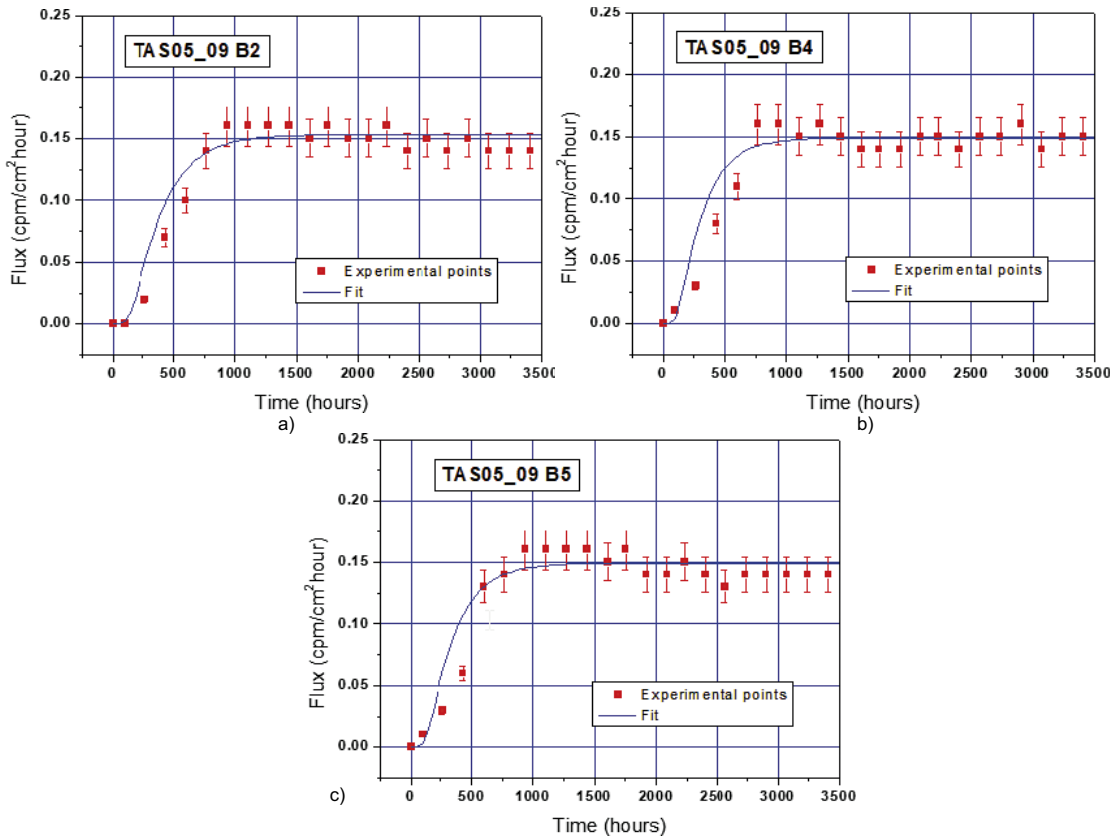 0.25
0.20
0.15
0.10
0.05
0.00
Flux (cpm/cm²hour)
TAS05_09 B2
Experimental points
Fit
0 500 1000 1500 2000 2500 3000 3500
Time (hours)
a)
0.25
0.20
0.15
0.10
0.05
0.00
Flux (cpm/cm²hour)
TAS05_09 B4
Experimental points
Fit
0 500 1000 1500 2000 2500 3000 3500
Time (hours)
b)
0.25
0.20
0.15
0.10
0.05
0.00
Flux (cpm/cm²hour)
TAS05_09 B5
Experimental points
Fit
0 500 1000 1500 2000 2500 3000 3500
Time (hours)
c)